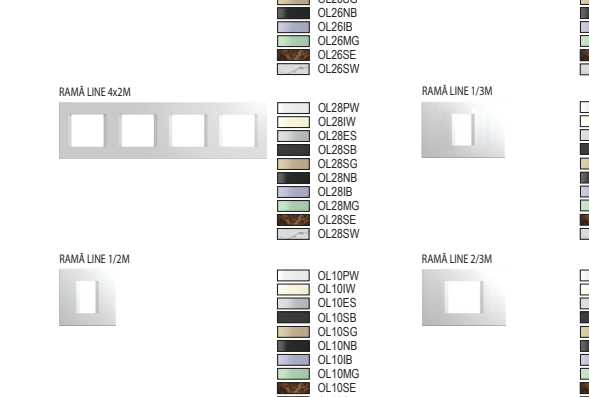 OL26NB
OL26IB
OL26MG
OL26SE
OL26SW
RAMĂ LINE 4x2M
OL28PW
OL28IW
OL28ES
OL28SB
OL28SG
OL28NB
OL28IB
OL28MG
OL28SE
OL28SW
RAMĂ LINE 1/3M
RAMĂ LINE 1/2M
OL10PW
OL10IW
OL10ES
OL10SB
OL10SG
OL10NB
OL10IB
OL10MG
OL10SE
RAMĂ LINE 2/3M